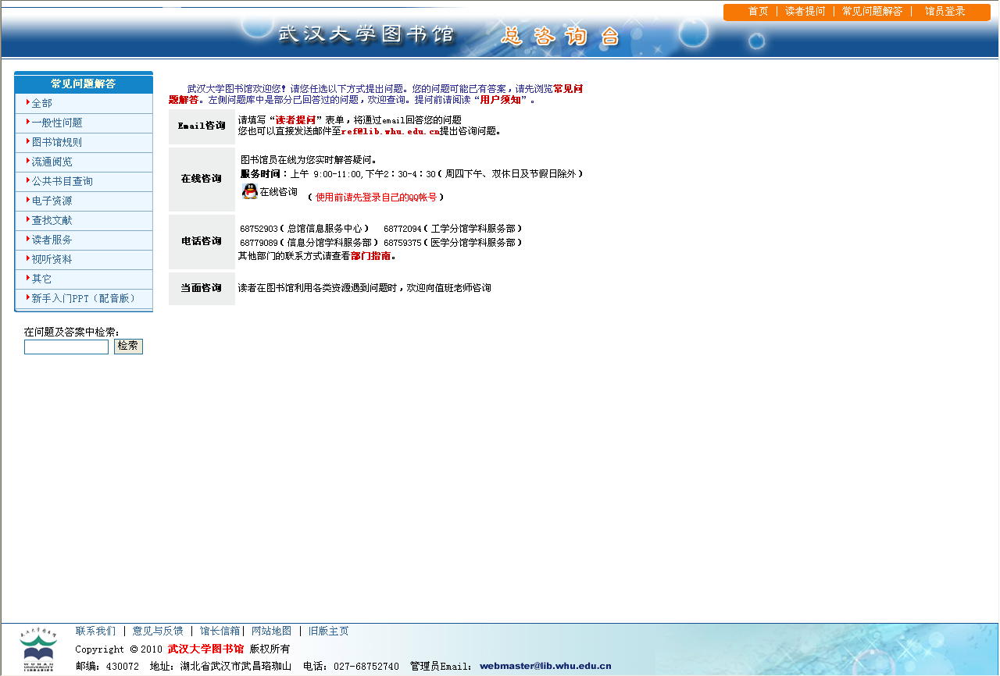 首页 | 读者提问 | 常见问题解答 | 馆员登录
武汉大学图书馆 总咨询台
常见问题解答
全部
一般性问题
图书馆规则
流通阅览
公共书目查询
电子资源
查找文献
读者服务
视听资料
其它
新手入门PPT（配音版）
在问题及答案中检索：
检索
武汉大学图书馆欢迎您！请您任选以下方式提出问题。您的问题可能已有答案，请先浏览常见问
题解答。左侧问题库中是部分已回答过的问题，欢迎查询。提问前请阅读“用户须知”。
Email咨询
请填写“读者提问”表单，将通过email回答您的问题
您也可以直接发送邮件至ref@lib.whu.edu.cn提出咨询问题。
在线咨询
图书馆员在线为您实时解答疑问。
服务时间：上午 9:00-11:00,下午2：30-4：30（周四下午、双休日及节假日除外）
在线咨询 （使用前请先登录自己的QQ帐号）
电话咨询
68752903（总馆信息服务中心） 68772094（工学分馆学科服务部）
68779089（信息分馆学科服务部）68759375（医学分馆学科服务部）
其他部门的联系方式请查看部门指南。
当面咨询
读者在图书馆利用各类资源遇到问题时，欢迎向值班老师咨询
联系我们 | 意见与反馈 | 馆长信箱| 网站地图 | 旧版主页
Copyright ©2010 武汉大学图书馆 版权所有
邮编: 430072 地址: 湖北省武汉市武昌珞珈山 电话: 027-68752740 管理员Email: webmaster@lib.whu.edu.cn
武汉大学图书馆
WUHAN
UNIVERSITY
LIBRARIES